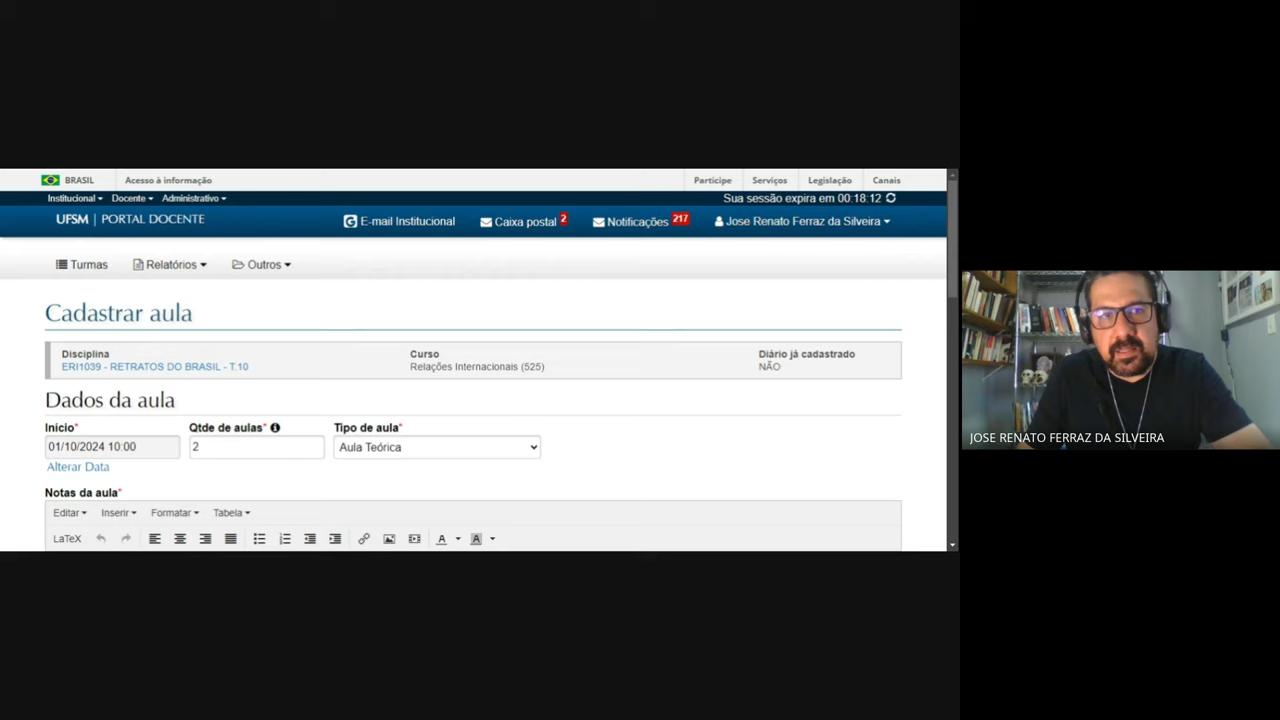 BRASIL Acesso à informação Participe Serviços Legislação Canais
Institucional Docente Administrativo Sua sessão expira em 00:18:12
UFSM | PORTAL DOCENTE E-mail Institucional Caixa postal 2 Notificações 217 Jose Renato Ferraz da Silveira
Turmas Relatórios Outros
Cadastrar aula
Disciplina Curso Diário já cadastrado
ERI1039 - RETRATOS DO BRASIL - T.10 Relações Internacionais (525) NÃO
Dados da aula
Início* Qtde de aulas* Tipo de aula*
01/10/2024 10:00 2 Aula Teórica
Alterar Data
JOSE RENATO FERRAZ DA SILVEIRA
Notas da aula*
Editar Inserir Formatar Tabela
LaTeX A A